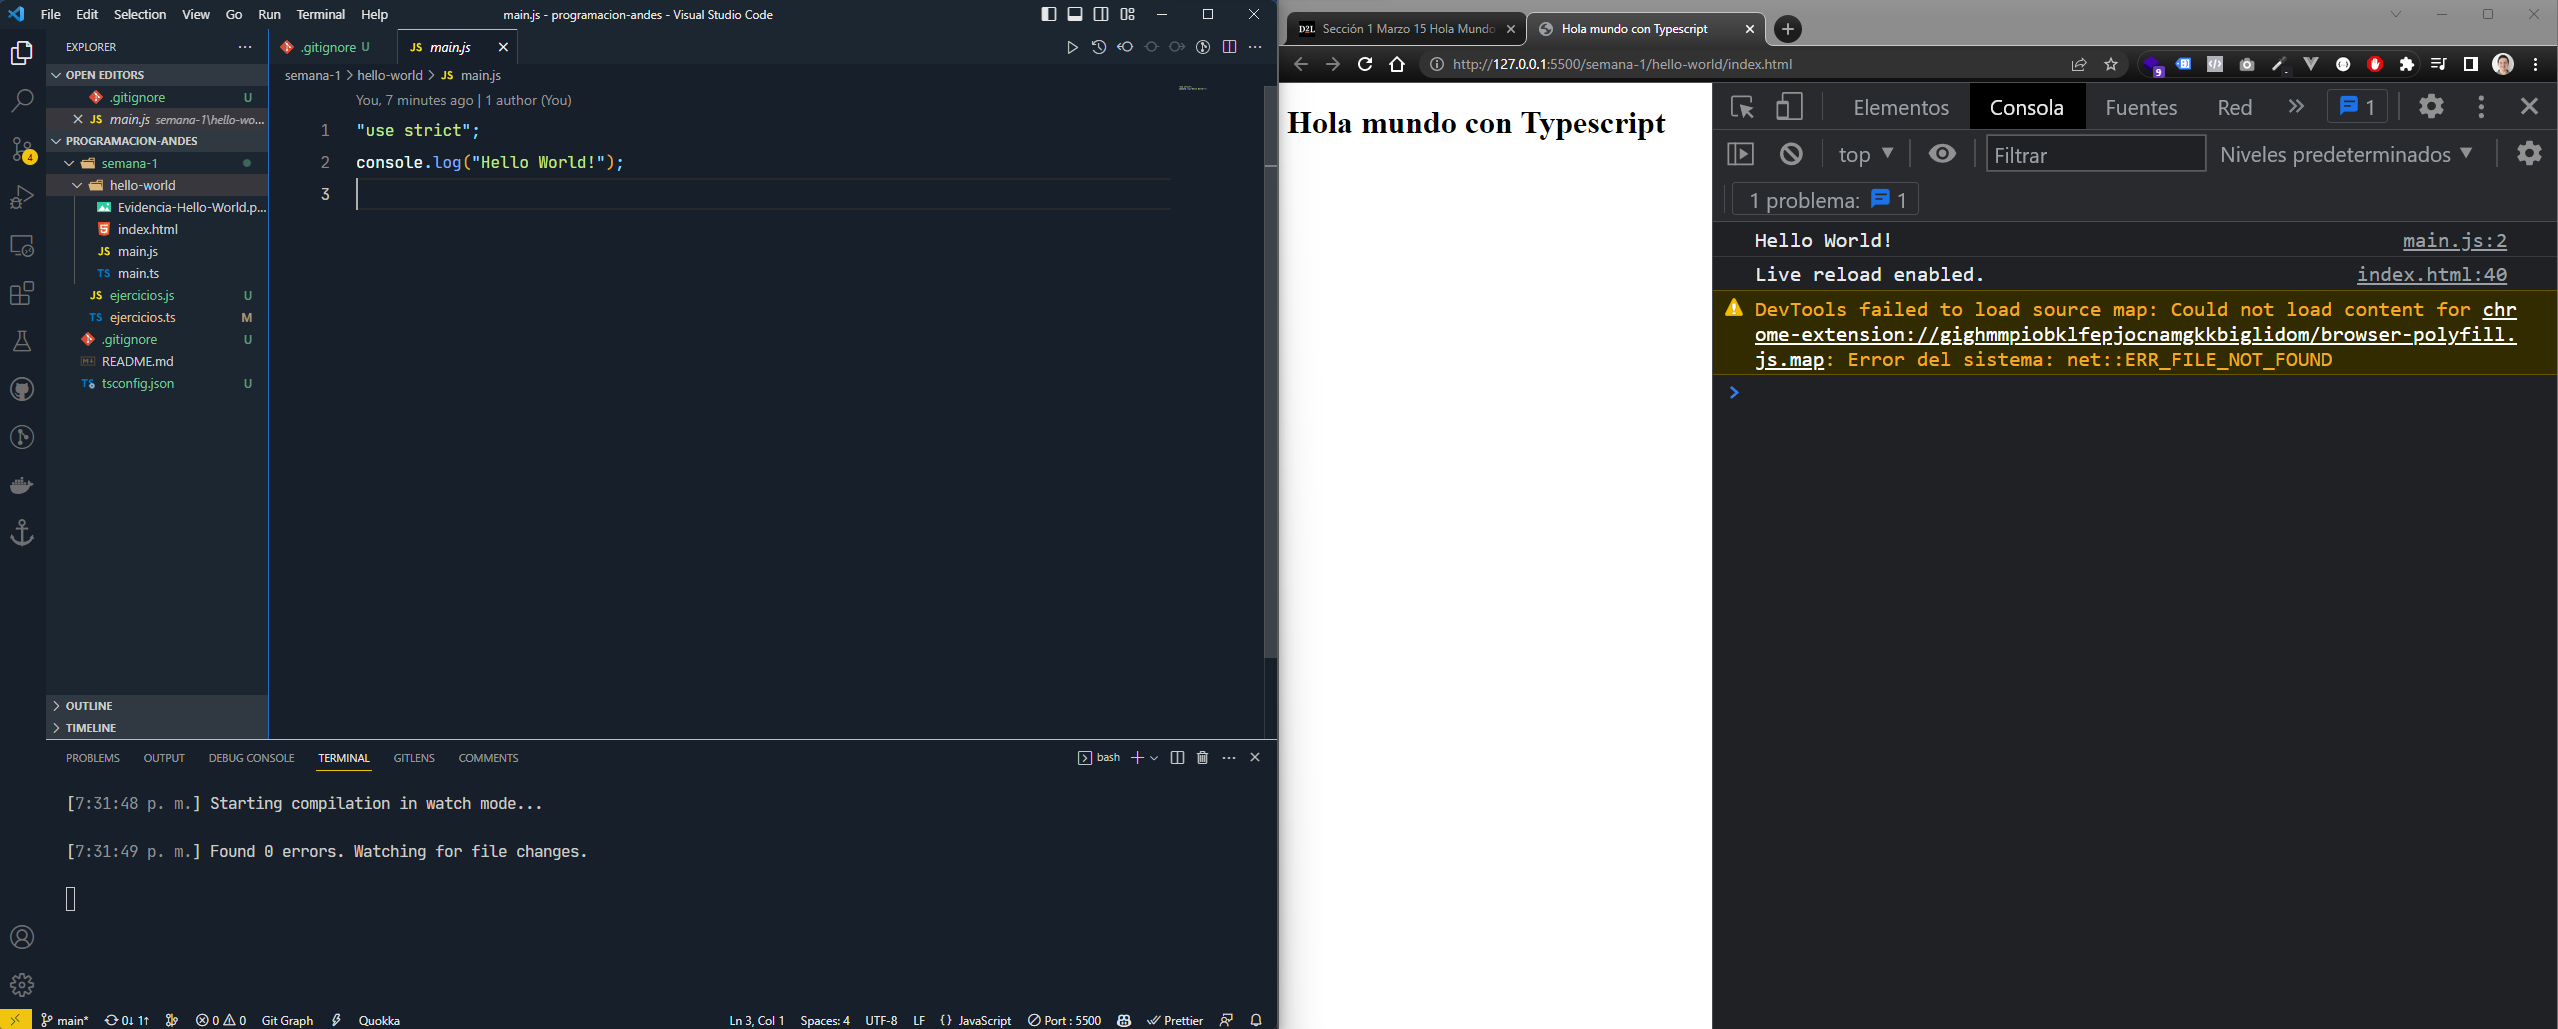 File Edit Selection View Go Run Terminal Help
main.js - programacion-andes - Visual Studio Code
EXPLORER
OPEN EDITORS
.gitignore U
main.js semana-1\hello-wo...
PROGRAMACION-ANDES
semana-1
hello-world
Evidencia-Hello-World.p...
index.html
JS main.js
TS main.ts
JS ejercicios.js U
TS ejercicios.ts M
.gitignore U
README.md
tsconfig.json U
OUTLINE
TIMELINE
4
.gitignore U
JS main.js
semana-1 > hello-world > JS main.js
You, 7 minutes ago | 1 author (You)
1 "use strict";
2 console.log("Hello World!");
3
PROBLEMS OUTPUT DEBUG CONSOLE TERMINAL GITLENS COMMENTS
bash
[7:31:48 p. m.] Starting compilation in watch mode...
[7:31:49 p. m.] Found 0 errors. Watching for file changes.
main* 0↓ 1↑ 0 0 Git Graph Quokka
Ln 3, Col 1 Spaces: 4 UTF-8 LF {} JavaScript Port : 5500 Prettier
D2L Sección 1 Marzo 15 Hola Mundo
Hola mundo con Typescript
http://127.0.0.1:5500/semana-1/hello-world/index.html
9
Hola mundo con Typescript
Elementos Consola Fuentes Red » 1
top Filtrar Niveles predeterminados
1 problema: 1
Hello World! main.js:2
Live reload enabled. index.html:40
DevTools failed to load source map: Could not load content for chr
ome-extension://gighmmpiobklfepjocnamgkkbiglidom/browser-polyfill.
js.map: Error del sistema: net::ERR_FILE_NOT_FOUND